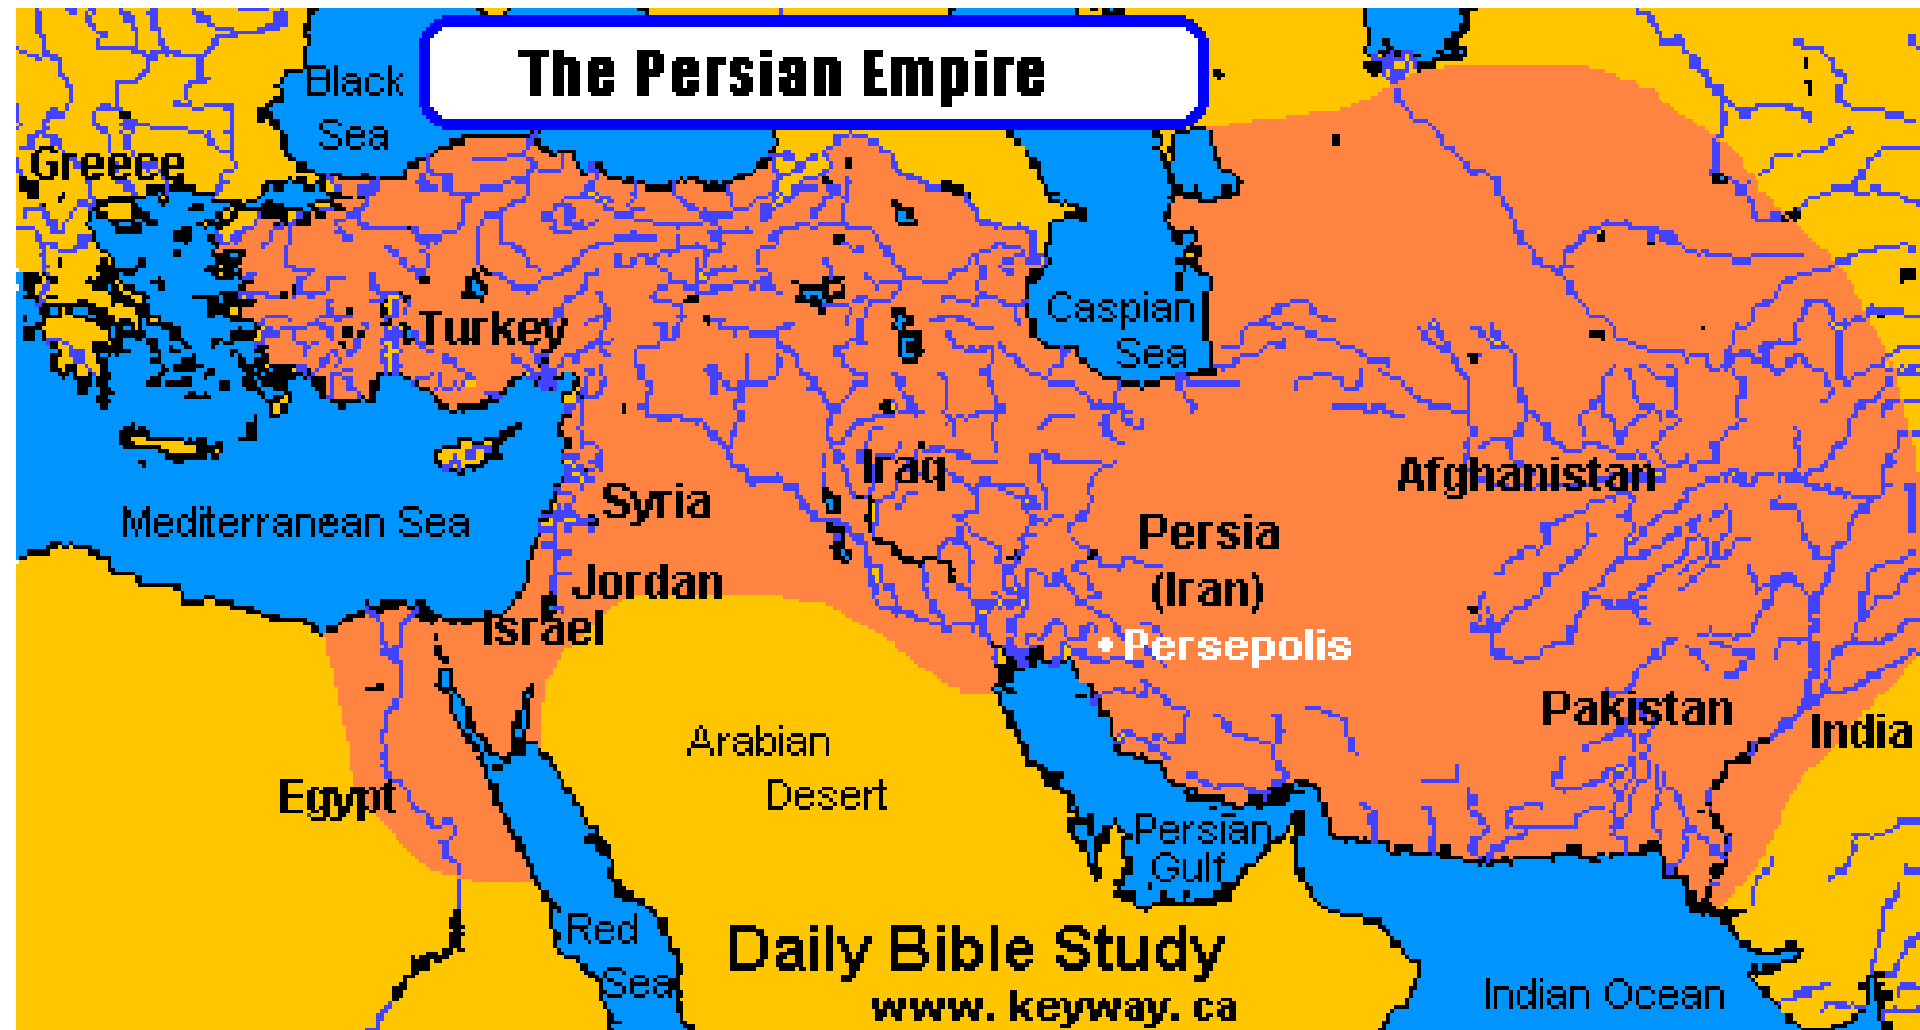 The Persian Empire
Black
Sea
Greece
Caspian
Sea
Turkey
Iraq
Afghanistan
Syria
Mediterranean Sea
Persia
(Iran)
Jordan
Israel
Persepolis
Pakistan
India
Arabian
Desert
Egypt
Persian
Gulf
Red
Sea
Daily Bible Study
www.keyway.ca
Indian Ocean